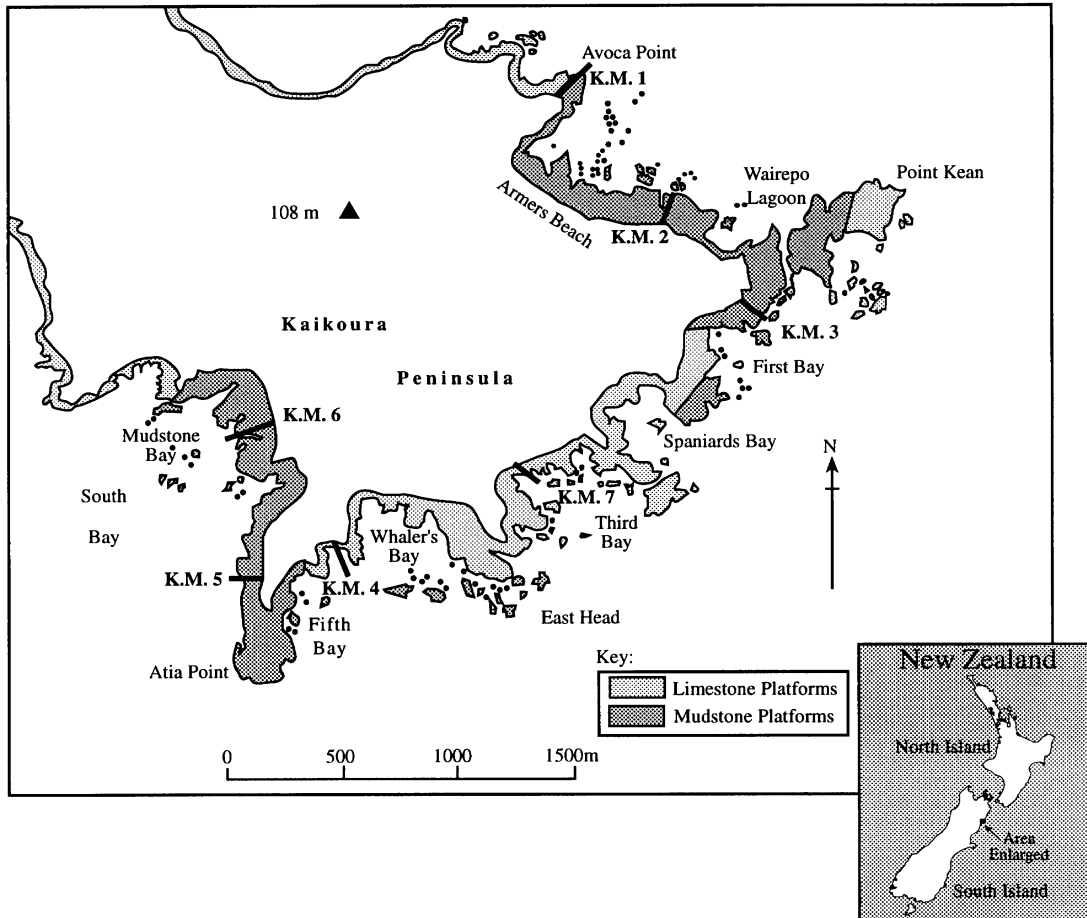 Avoca Point
K.M. 1
Wairepo
Lagoon
Point Kean
Armers Beach
108 m
K.M. 2
Kaikoura
K.M. 3
Peninsula
First Bay
K.M. 6
Mudstone
Bay
Spaniards Bay
N
South
Bay
K.M. 7
Third
Bay
Whaler's
Bay
K.M. 5
K.M. 4
Fifth
Bay
East Head
Atia Point
Key:
Limestone Platforms
Mudstone Platforms
0 500 1000 1500m
New Zealand
North Island
Area
Enlarged
South Island